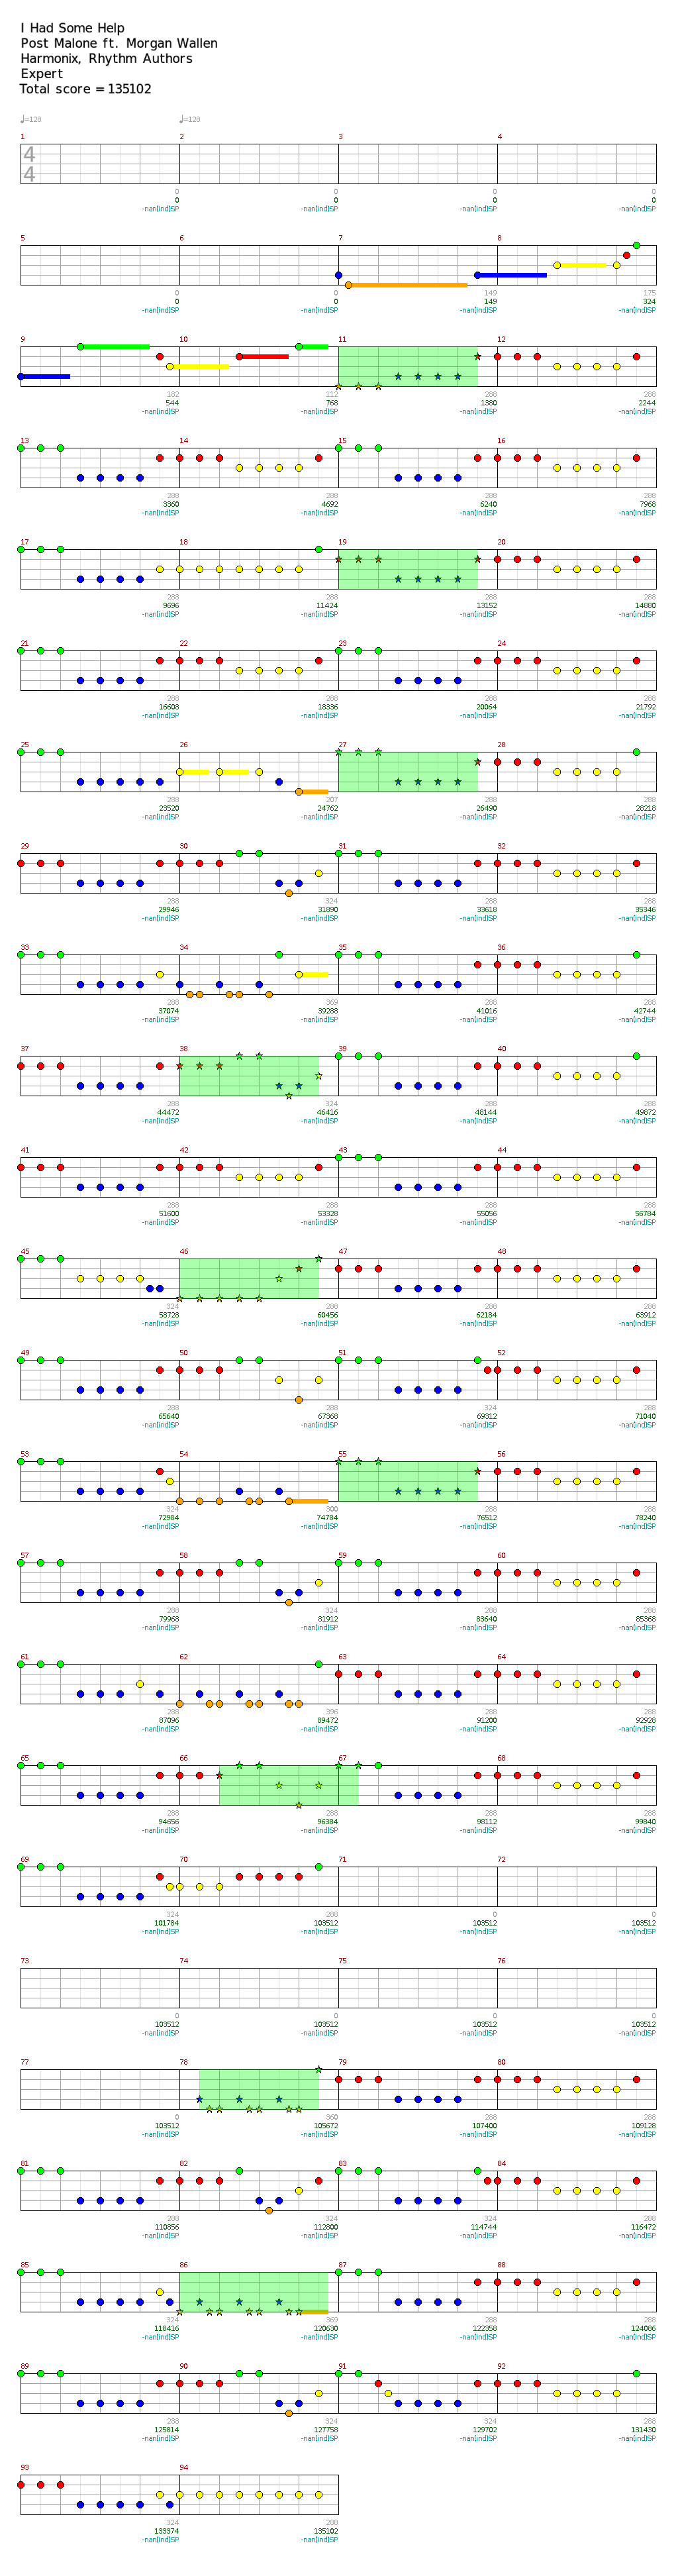 I Had Some Help
Post Malone ft. Morgan Wallen
Harmonix, Rhythm Authors
Expert
Total score = 135102
♩=128 ♩=128
1 2 3 4
4
4
0 0 0 0
0 0 0 0
-nan(ind)SP -nan(ind)SP -nan(ind)SP -nan(ind)SP
5 6 7 8
0 0 149 175
0 0 149 324
-nan(ind)SP -nan(ind)SP -nan(ind)SP -nan(ind)SP
9 10 11 12
182 112 288 288
544 768 1380 2244
-nan(ind)SP -nan(ind)SP -nan(ind)SP -nan(ind)SP
13 14 15 16
288 288 288 288
3360 4692 6240 7968
-nan(ind)SP -nan(ind)SP -nan(ind)SP -nan(ind)SP
17 18 19 20
288 288 288 288
9696 11424 13152 14880
-nan(ind)SP -nan(ind)SP -nan(ind)SP -nan(ind)SP
21 22 23 24
288 288 288 288
16608 18336 20064 21792
-nan(ind)SP -nan(ind)SP -nan(ind)SP -nan(ind)SP
25 26 27 28
288 207 288 288
23520 24762 26490 28218
-nan(ind)SP -nan(ind)SP -nan(ind)SP -nan(ind)SP
29 30 31 32
288 324 288 288
29946 31890 33618 35346
-nan(ind)SP -nan(ind)SP -nan(ind)SP -nan(ind)SP
33 34 35 36
288 369 288 288
37074 39288 41016 42744
-nan(ind)SP -nan(ind)SP -nan(ind)SP -nan(ind)SP
37 38 39 40
288 324 288 288
44472 46416 48144 49872
-nan(ind)SP -nan(ind)SP -nan(ind)SP -nan(ind)SP
41 42 43 44
288 288 288 288
51600 53328 55056 56784
-nan(ind)SP -nan(ind)SP -nan(ind)SP -nan(ind)SP
45 46 47 48
324 288 288 288
58728 60456 62184 63912
-nan(ind)SP -nan(ind)SP -nan(ind)SP -nan(ind)SP
49 50 51 52
288 288 324 288
65640 67368 69312 71040
-nan(ind)SP -nan(ind)SP -nan(ind)SP -nan(ind)SP
53 54 55 56
324 300 288 288
72984 74784 76512 78240
-nan(ind)SP -nan(ind)SP -nan(ind)SP -nan(ind)SP
57 58 59 60
288 324 288 288
79968 81912 83640 85368
-nan(ind)SP -nan(ind)SP -nan(ind)SP -nan(ind)SP
61 62 63 64
288 396 288 288
87096 89472 91200 92928
-nan(ind)SP -nan(ind)SP -nan(ind)SP -nan(ind)SP
65 66 67 68
288 288 288 288
94656 96384 98112 99840
-nan(ind)SP -nan(ind)SP -nan(ind)SP -nan(ind)SP
69 70 71 72
324 288 0 0
101784 103512 103512 103512
-nan(ind)SP -nan(ind)SP -nan(ind)SP -nan(ind)SP
73 74 75 76
0 0 0 0
103512 103512 103512 103512
-nan(ind)SP -nan(ind)SP -nan(ind)SP -nan(ind)SP
77 78 79 80
0 360 288 288
103512 105672 107400 109128
-nan(ind)SP -nan(ind)SP -nan(ind)SP -nan(ind)SP
81 82 83 84
288 324 324 288
110856 112800 114744 116472
-nan(ind)SP -nan(ind)SP -nan(ind)SP -nan(ind)SP
85 86 87 88
324 369 288 288
118416 120630 122358 124086
-nan(ind)SP -nan(ind)SP -nan(ind)SP -nan(ind)SP
89 90 91 92
288 324 324 288
125814 127758 129702 131430
-nan(ind)SP -nan(ind)SP -nan(ind)SP -nan(ind)SP
93 94
324 288
133374 135102
-nan(ind)SP -nan(ind)SP